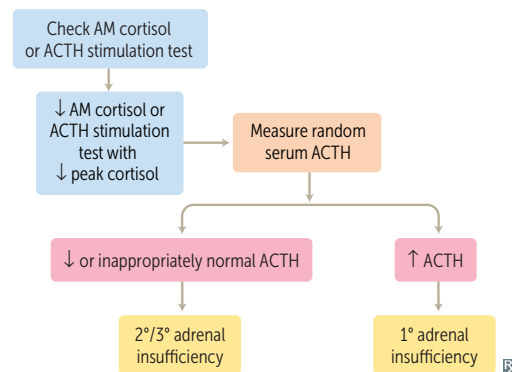 Check AM cortisol
or ACTH stimulation test
↓ AM cortisol or
ACTH stimulation
test with
↓ peak cortisol
Measure random
serum ACTH
↓ or inappropriately normal ACTH
↑ ACTH
2°/3° adrenal
insufficiency
1° adrenal
insufficiency